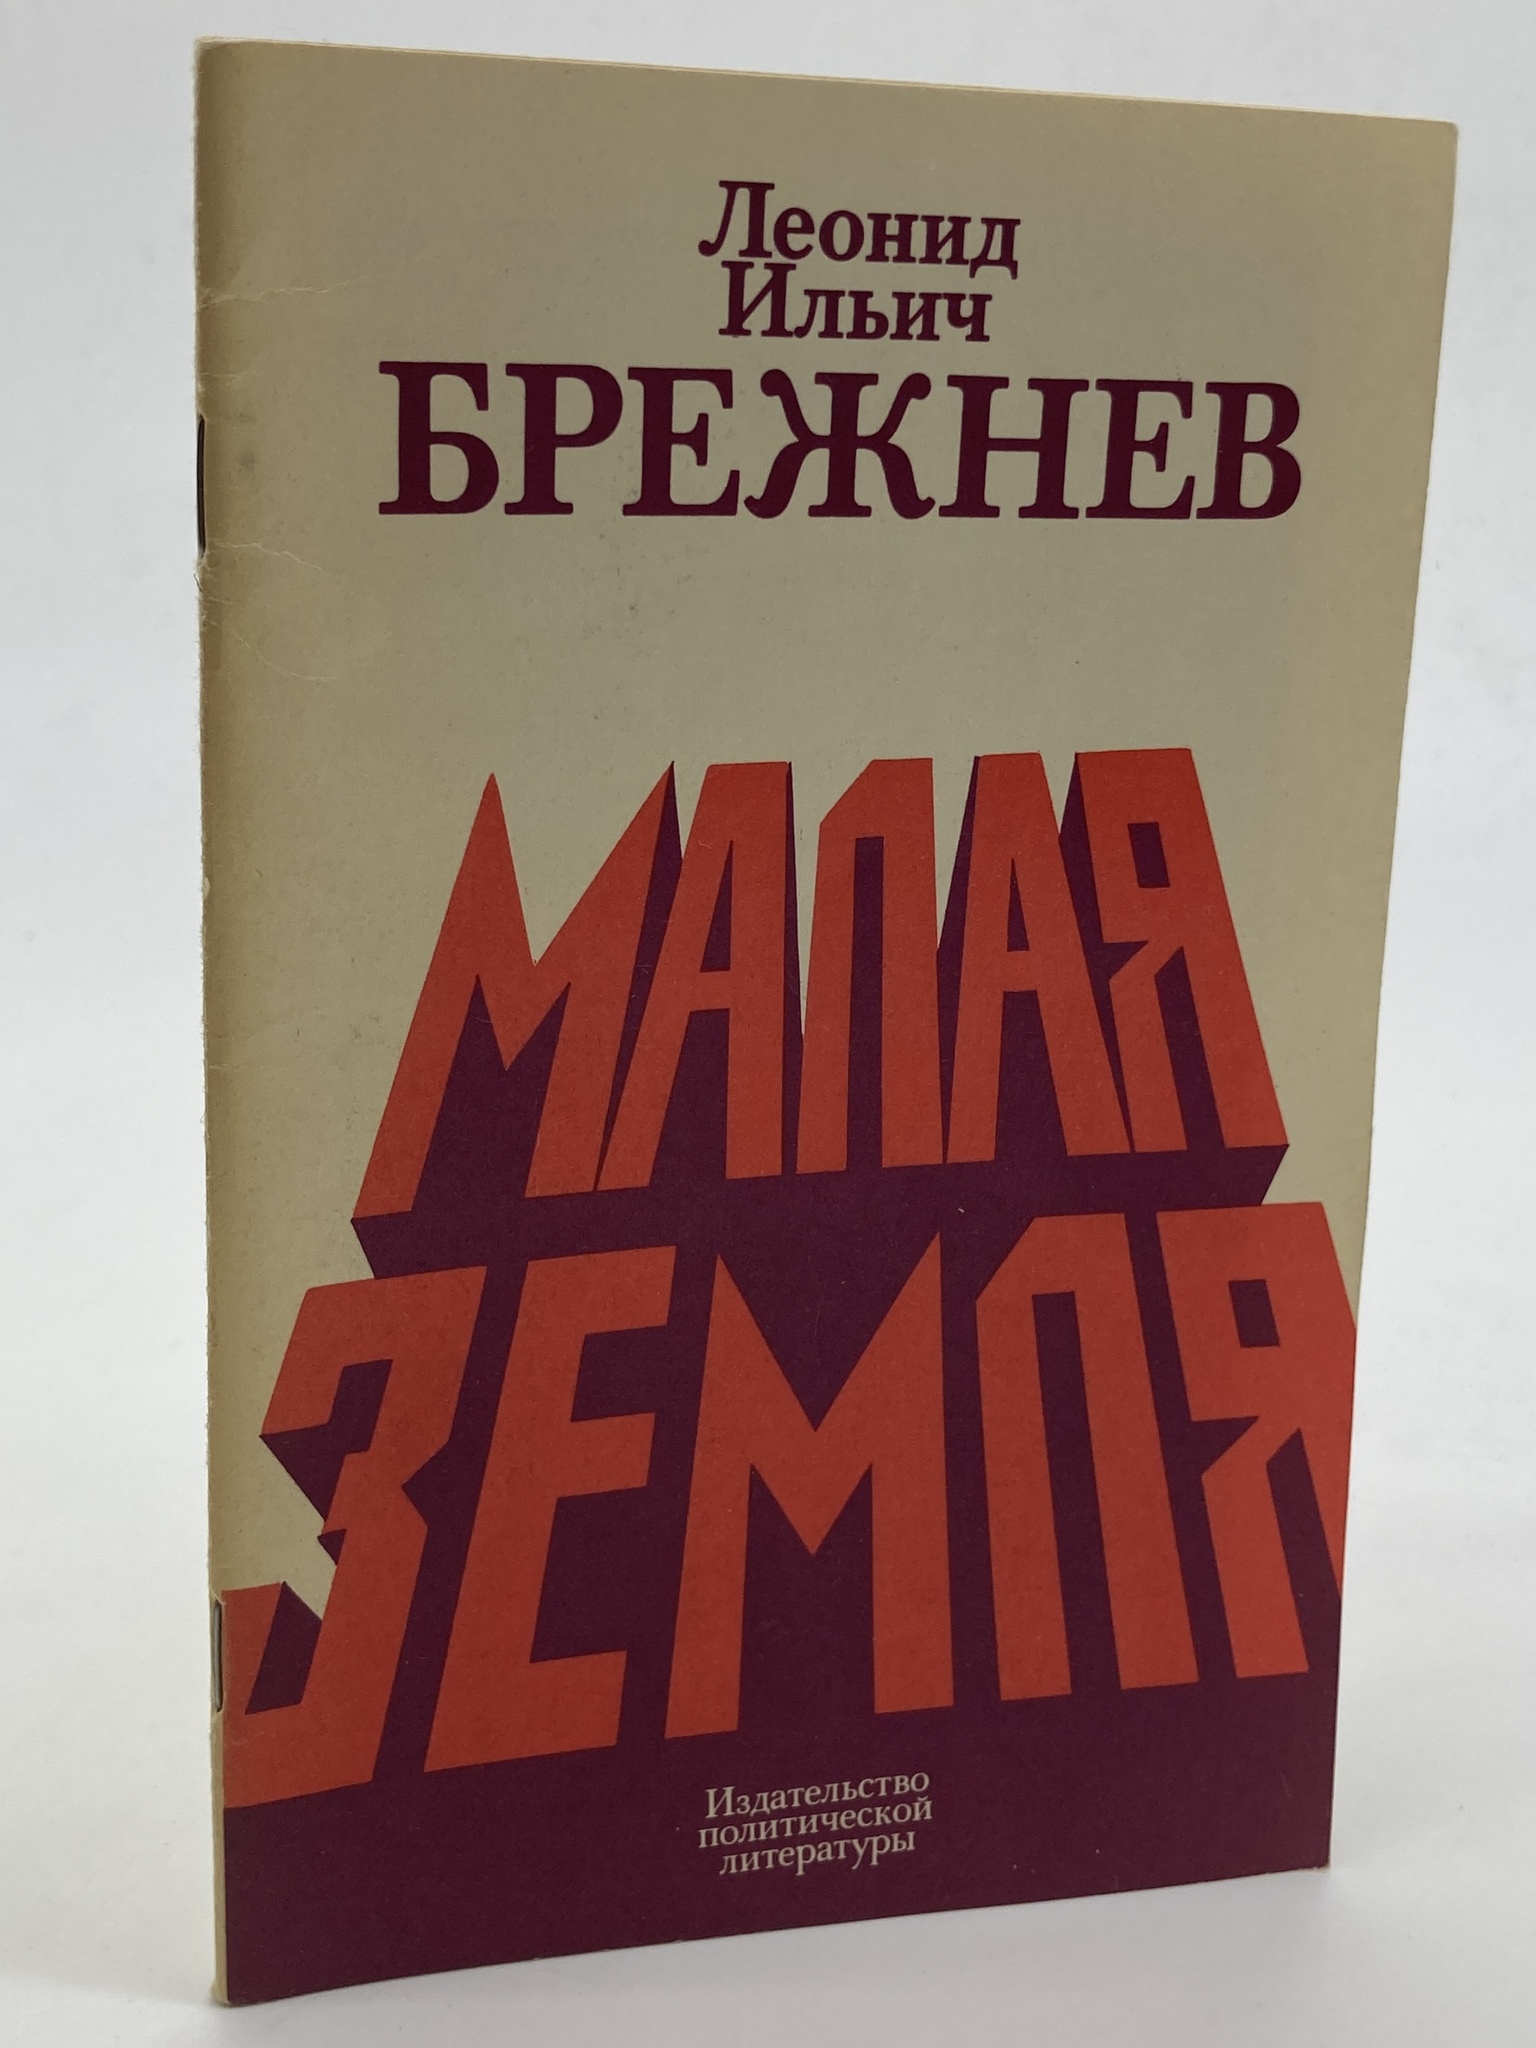 Леонид
Ильич
БРЕЖНЕВ
МАЛАЯ
ЗЕМЛЯ
Издательство
политической
литературы